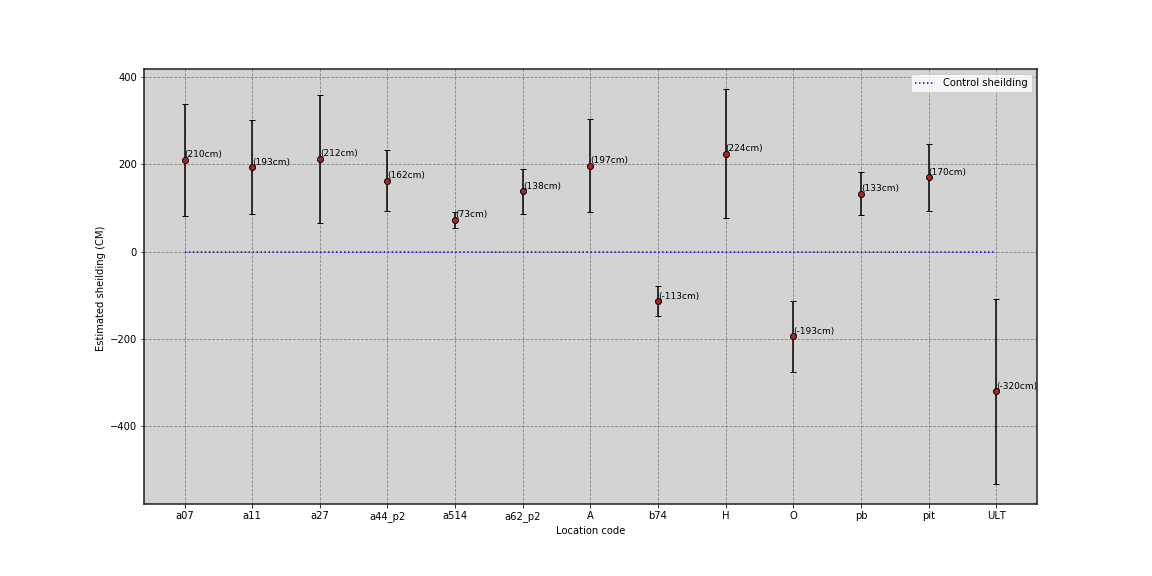 400
Control sheilding
(224cm)
(210cm)
(212cm)
(197cm)
200
(193cm)
(162cm)
(170cm)
(138cm)
(133cm)
(73cm)
0
Estimated sheilding (CM)
(-113cm)
(-193cm)
−200
(-320cm)
−400
a07 a11 a27 a44_p2 a514 a62_p2 A b74 H O pb pit ULT
Location code